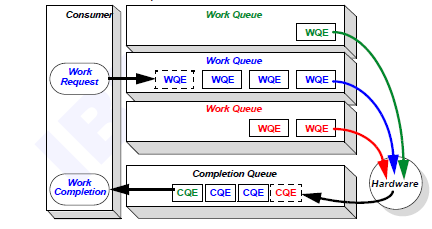 Consumer
Work Queue
WQE
Work Queue
Work
Request
WQE WQE WQE WQE
Work Queue
WQE WQE
Completion Queue
Work
Completion
CQE CQE CQE CQE
Hardware